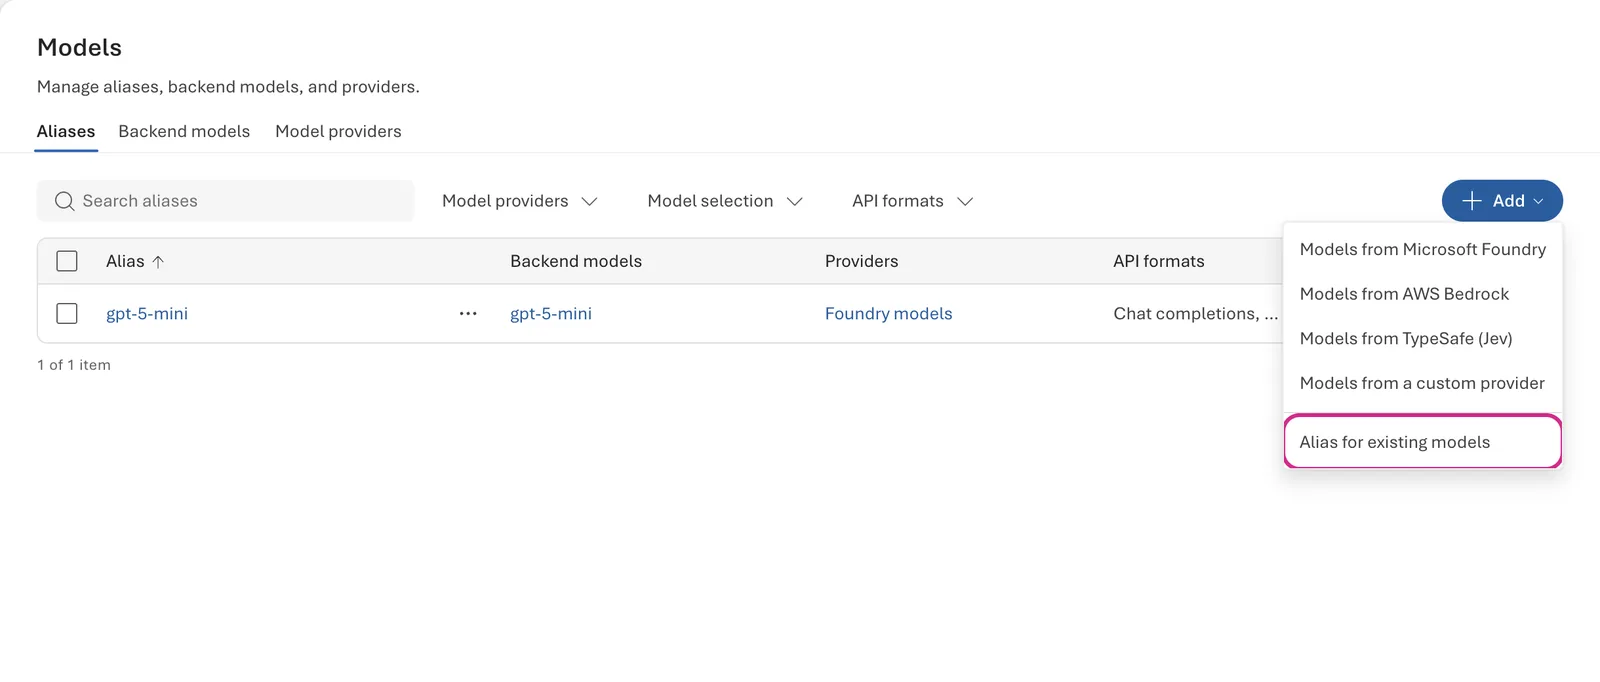 Models
Manage aliases, backend models, and providers.
Aliases Backend models Model providers
Search aliases Model providers Model selection API formats Add
Models from Microsoft Foundry
Models from AWS Bedrock
Models from TypeSafe (Jev)
Models from a custom provider
Alias for existing models
Alias Backend models Providers API formats
gpt-5-mini ... gpt-5-mini Foundry models Chat completions, ...
1 of 1 item